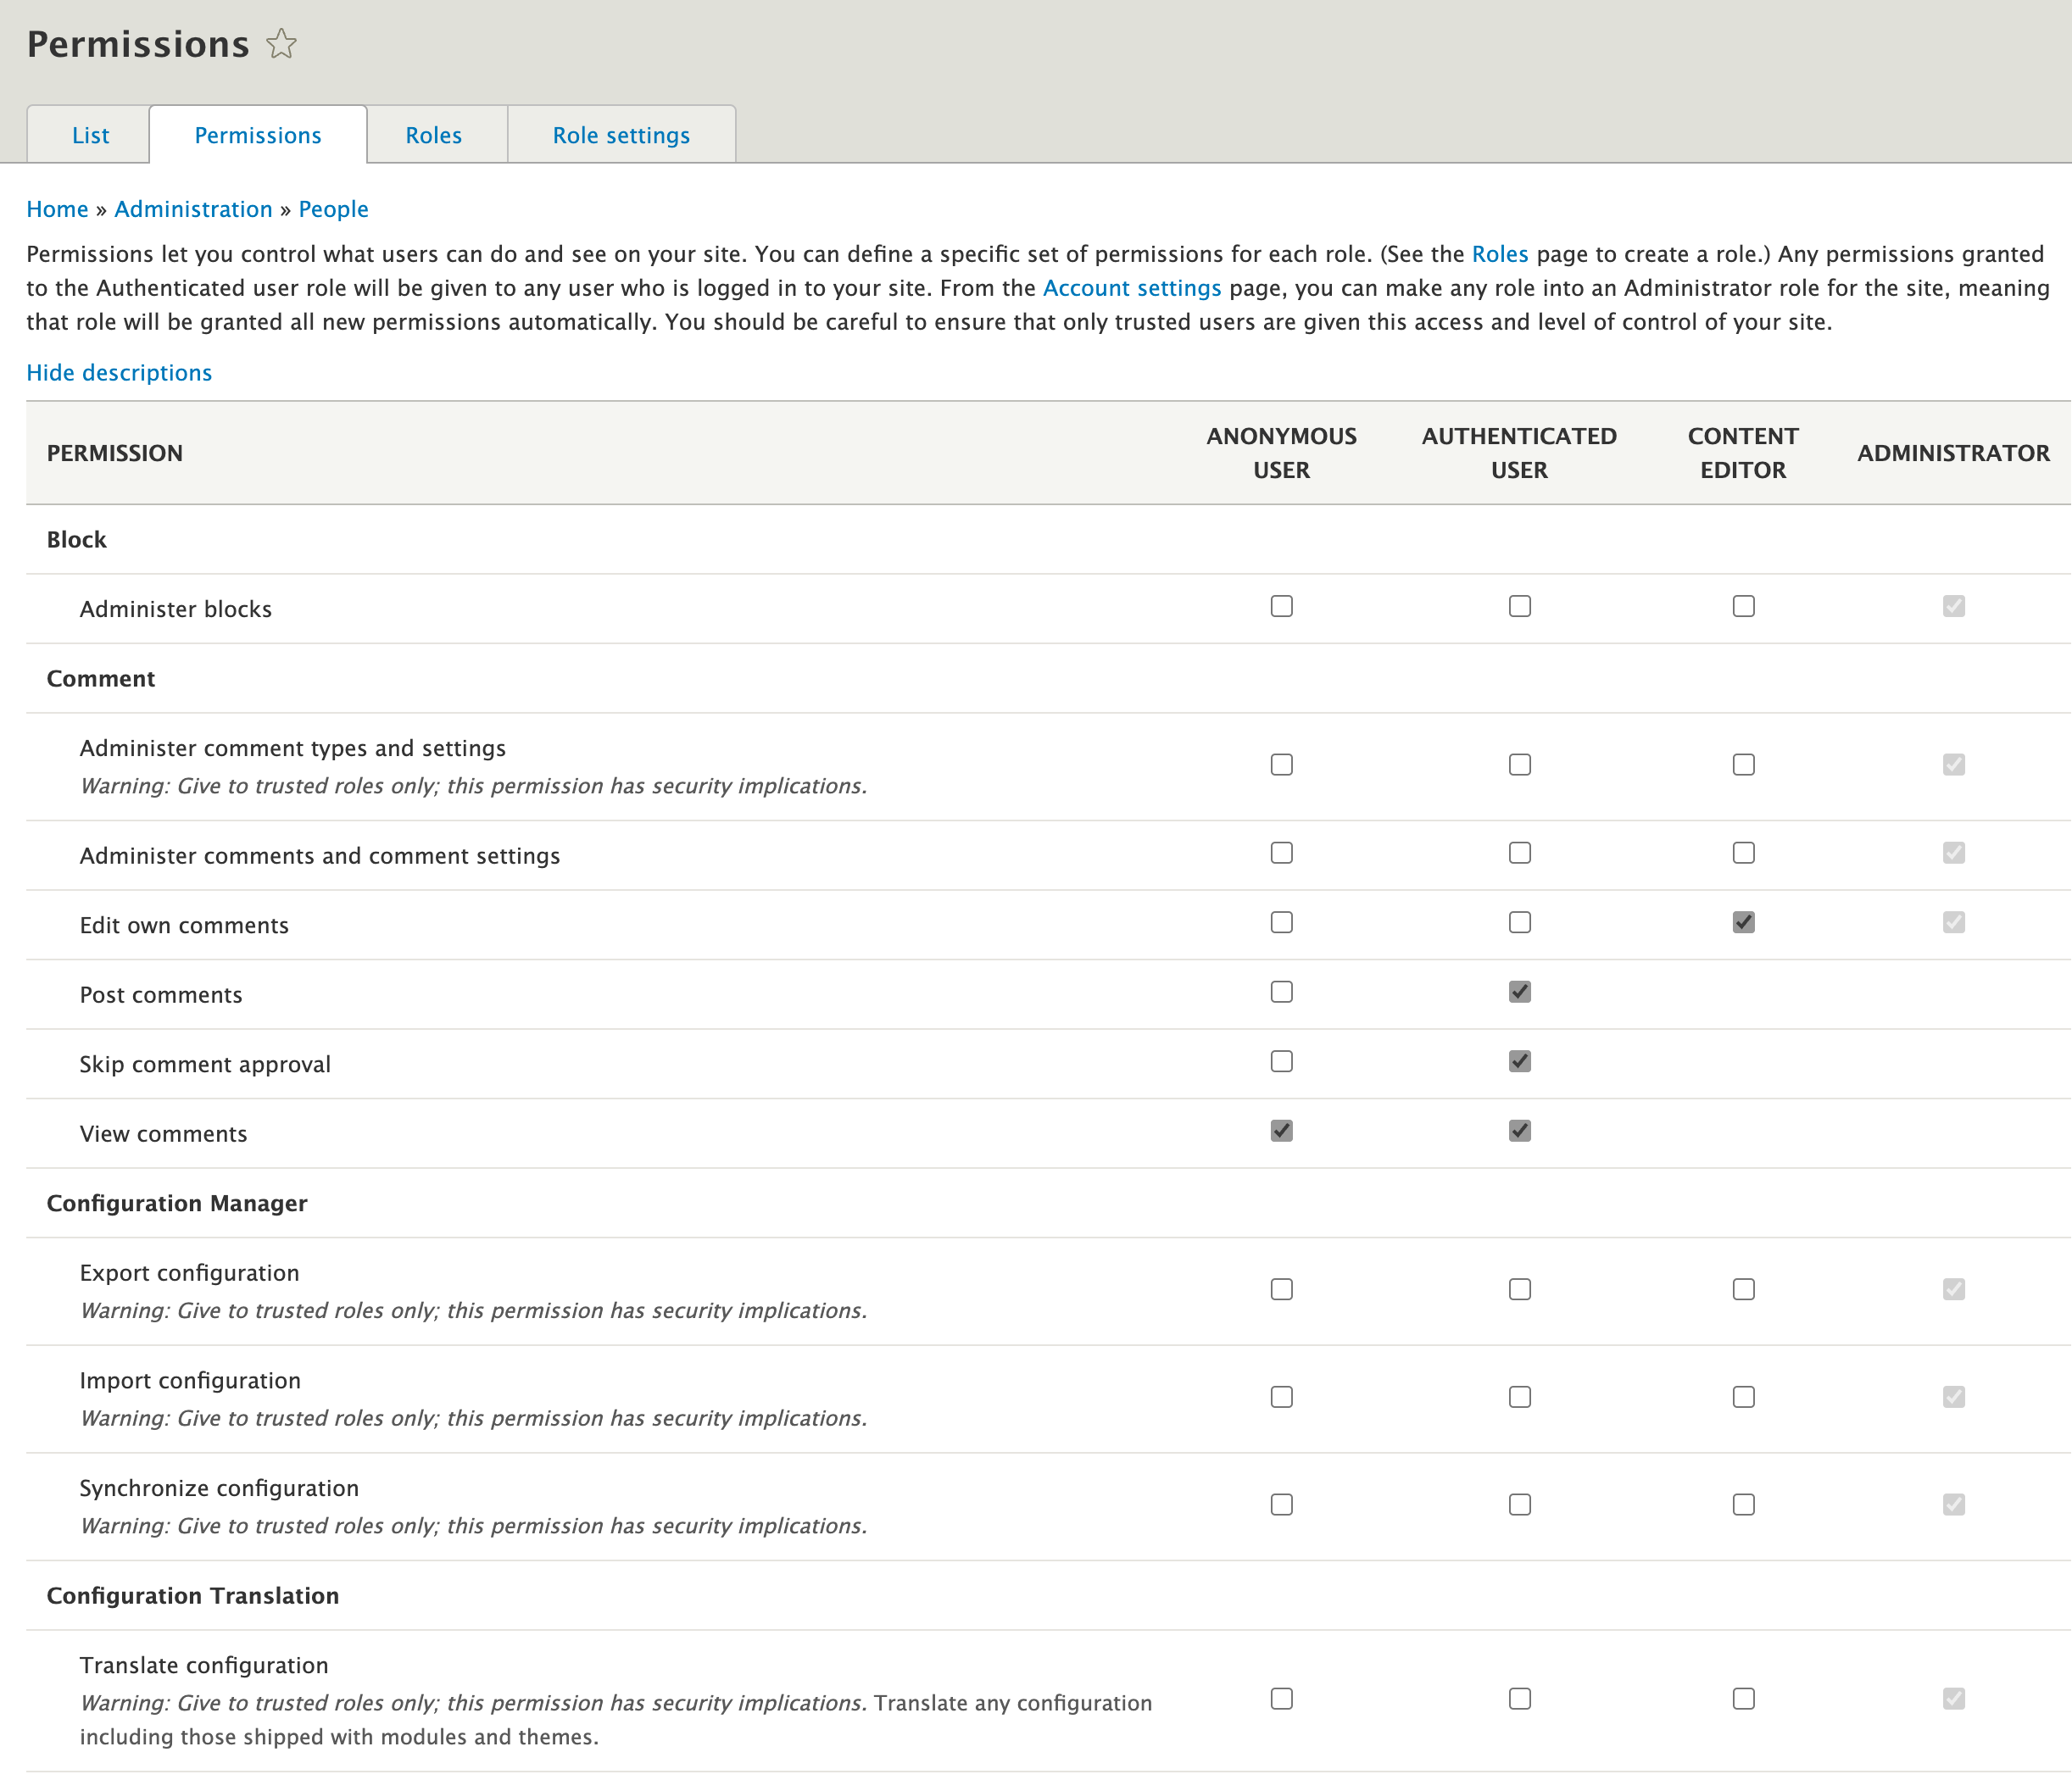 Permissions
List Permissions Roles Role settings
Home » Administration » People
Permissions let you control what users can do and see on your site. You can define a specific set of permissions for each role. (See the Roles page to create a role.) Any permissions granted
to the Authenticated user role will be given to any user who is logged in to your site. From the Account settings page, you can make any role into an Administrator role for the site, meaning
that role will be granted all new permissions automatically. You should be careful to ensure that only trusted users are given this access and level of control of your site.
Hide descriptions
PERMISSION
ANONYMOUS
USER
AUTHENTICATED
USER
CONTENT
EDITOR
ADMINISTRATOR
Block
Administer blocks
Comment
Administer comment types and settings
Warning: Give to trusted roles only; this permission has security implications.
Administer comments and comment settings
Edit own comments
Post comments
Skip comment approval
View comments
Configuration Manager
Export configuration
Warning: Give to trusted roles only; this permission has security implications.
Import configuration
Warning: Give to trusted roles only; this permission has security implications.
Synchronize configuration
Warning: Give to trusted roles only; this permission has security implications.
Configuration Translation
Translate configuration
Warning: Give to trusted roles only; this permission has security implications. Translate any configuration
including those shipped with modules and themes.